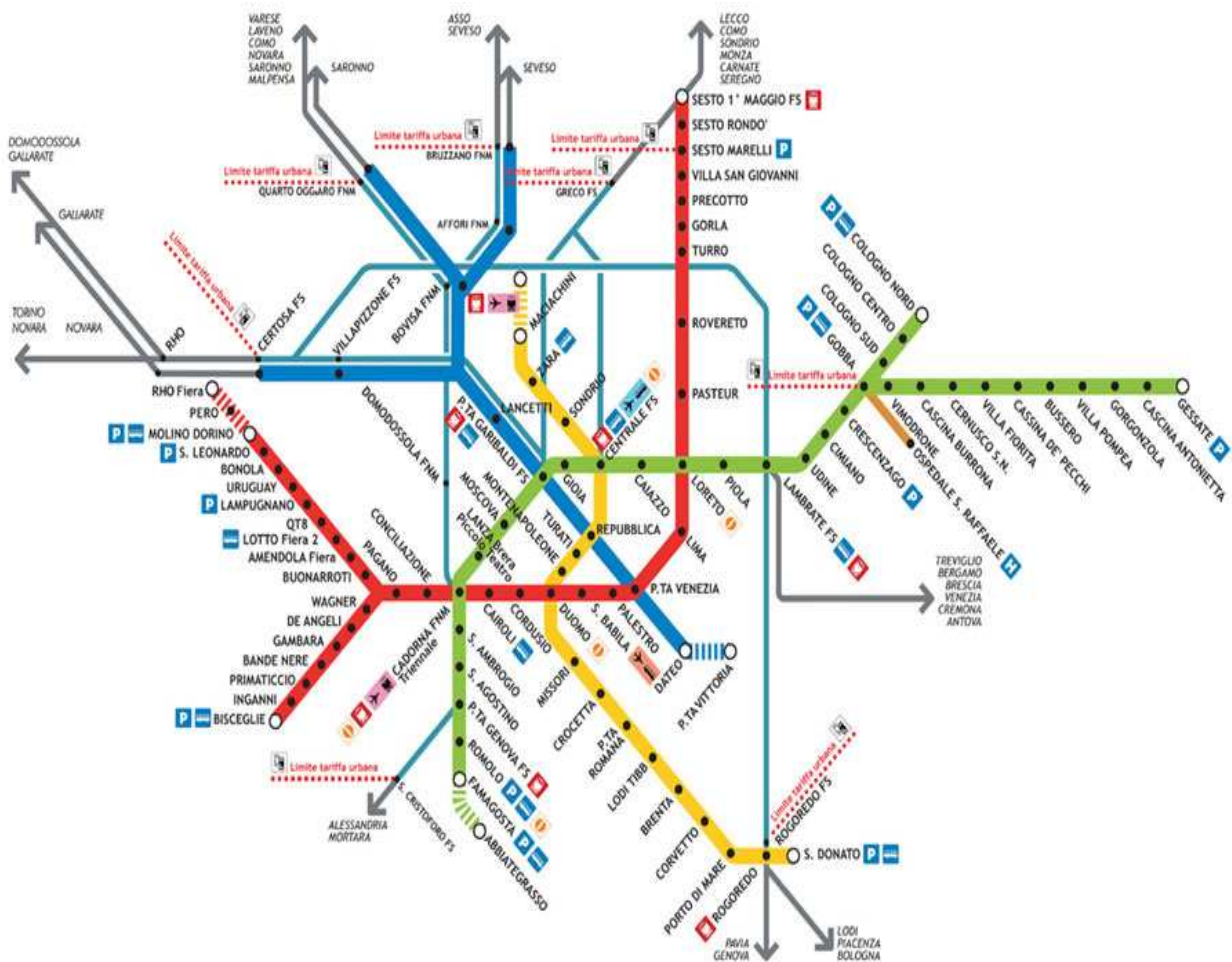 VARESE
LAVENO
COMO
NOVARA
SARONNO
MALPENSA
SARONNO
ASSO
SEVESO
SEVESO
LECCO
COMO
SONDRIO
MONZA
CARNATE
SEREGNO
SESTO 1° MAGGIO FS
SESTO RONDO'
SESTO MARELLI P
VILLA SAN GIOVANNI
PRECOTTO
GORLA
TURRO
ROVERETO
PASTEUR
Limite tariffa urbana
BRUZZANO FNM
Limite tariffa urbana
Limite tariffa urbana
QUARTO OGGIARO FNM
Limite tariffa urbana
GRECO FS
AFFORI FNM
DOMODOSSOLA
GALLARATE
GALLARATE
TORINO
NOVARA
NOVARA
RHO
Limite tariffa urbana
CERTOSA FS
VILLAPIZZONE FS
BOVISA FNM
MACIACHINI
ZARA
SONDRIO
CENTRALE FS
P COLOGNO NORD
COLOGNO CENTRO
COLOGNO SUD
P GOBBA
Limite tariffa urbana
VIMODRONE
CASCINA BURRONA
CERNUSCO S.N.
VILLA FIORITA
CASSINA DE' PECCHI
BUSSERO
VILLA POMPEA
GORGONZOLA
CASCINA ANTONIETTA
GESSATE P
OSPEDALE S. RAFFAELE H
CRESCENZAGO P
CIMIANO
UDINE
LAMBRATE FS
PIOLA
LORETO
CAIAZZO
GIOIA
LANCETTI
P.TA GARIBALDI FS
DOMODOSSOLA FNM
RHO Fiera
PERO
P MOLINO DORINO
P S. LEONARDO
BONOLA
URUGUAY
P LAMPUGNANO
QT8
LOTTO Fiera 2
AMENDOLA Fiera
BUONARROTI
PAGANO
CONCILIAZIONE
WAGNER
DE ANGELI
GAMBARA
BANDE NERE
PRIMATICCIO
INGANNI
P BISCEGLIE
MOSCOVA
LANZA Brera
Piccolo Teatro
MONTENAPOLEONE
TURATI
REPUBBLICA
LIMA
P.TA VENEZIA
CADORNA FNM
Triennale
CAIROLI
CORDUSIO
DUOMO
S. BABILA
PALESTRO
DATEO
P.TA VITTORIA
TREVIGLIO
BERGAMO
BRESCIA
VENEZIA
CREMONA
ANTOVA
S. AMBROGIO
S. AGOSTINO
P.TA GENOVA FS
ROMOLO P
FAMAGOSTA P
ABBIATEGRASSO
Limite tariffa urbana
S. CRISTOFORO FS
ALESSANDRIA
MORTARA
MISSORI
CROCETTA
P.TA
ROMANA
LODI TIBB
BRENTA
CORVETTO
PORTO DI MARE
ROGOREDO
Limite tariffa urbana
ROGOREDO FS
S. DONATO P
PAVIA
GENOVA
LODI
PIACENZA
BOLOGNA